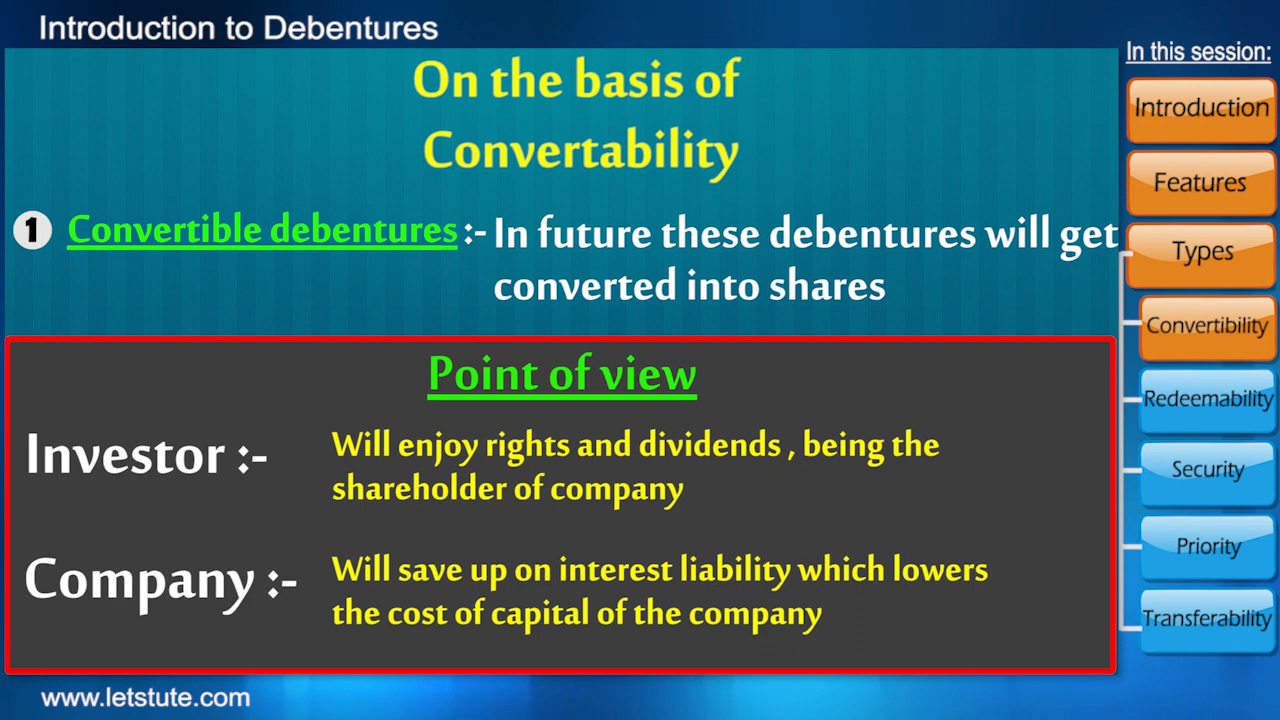 Introduction to Debentures
In this session:
On the basis of
Convertability
1 Convertible debentures :- In future these debentures will get
converted into shares
Point of view
Investor :- Will enjoy rights and dividends , being the
shareholder of company
Company :- Will save up on interest liability which lowers
the cost of capital of the company
Introduction
Features
Types
Convertibility
Redeemability
Security
Priority
Transferability
www.letstute.com